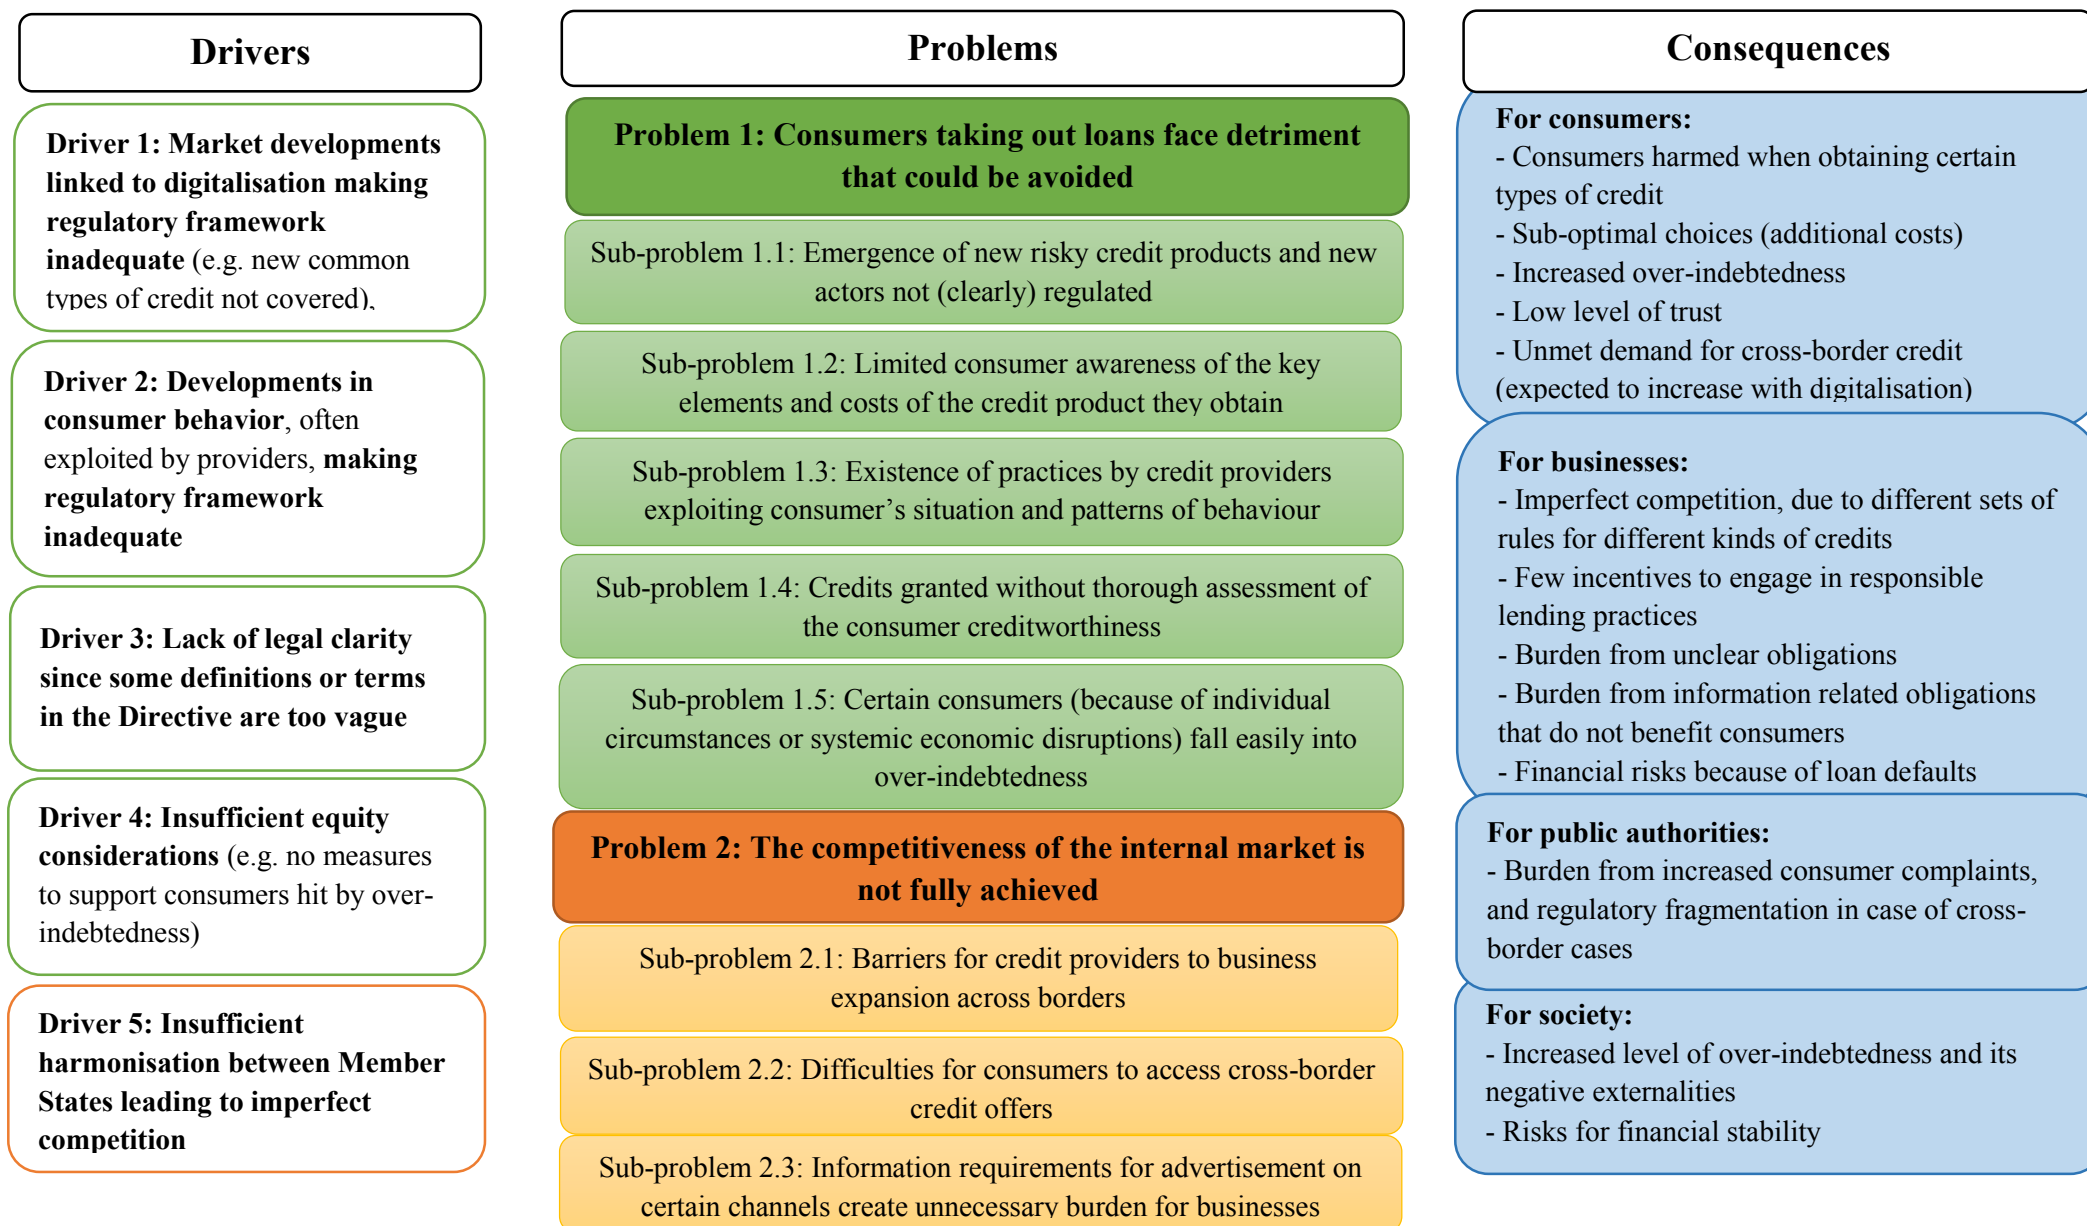 Drivers
Driver 1: Market developments
linked to digitalisation making
regulatory framework
inadequate (e.g. new common
types of credit not covered),
Driver 2: Developments in
consumer behavior, often
exploited by providers, making
regulatory framework
inadequate
Driver 3: Lack of legal clarity
since some definitions or terms
in the Directive are too vague
Driver 4: Insufficient equity
considerations (e.g. no measures
to support consumers hit by over-
indebtedness)
Driver 5: Insufficient
harmonisation between Member
States leading to imperfect
competition
Problems
Problem 1: Consumers taking out loans face detriment
that could be avoided
Sub-problem 1.1: Emergence of new risky credit products and new
actors not (clearly) regulated
Sub-problem 1.2: Limited consumer awareness of the key
elements and costs of the credit product they obtain
Sub-problem 1.3: Existence of practices by credit providers
exploiting consumer’s situation and patterns of behaviour
Sub-problem 1.4: Credits granted without thorough assessment of
the consumer creditworthiness
Sub-problem 1.5: Certain consumers (because of individual
circumstances or systemic economic disruptions) fall easily into
over-indebtedness
Problem 2: The competitiveness of the internal market is
not fully achieved
Sub-problem 2.1: Barriers for credit providers to business
expansion across borders
Sub-problem 2.2: Difficulties for consumers to access cross-border
credit offers
Sub-problem 2.3: Information requirements for advertisement on
certain channels create unnecessary burden for businesses
Consequences
For consumers:
- Consumers harmed when obtaining certain
types of credit
- Sub-optimal choices (additional costs)
- Increased over-indebtedness
- Low level of trust
- Unmet demand for cross-border credit
(expected to increase with digitalisation)
For businesses:
- Imperfect competition, due to different sets of
rules for different kinds of credits
- Few incentives to engage in responsible
lending practices
- Burden from unclear obligations
- Burden from information related obligations
that do not benefit consumers
- Financial risks because of loan defaults
For public authorities:
- Burden from increased consumer complaints,
and regulatory fragmentation in case of cross-
border cases
For society:
- Increased level of over-indebtedness and its
negative externalities
- Risks for financial stability